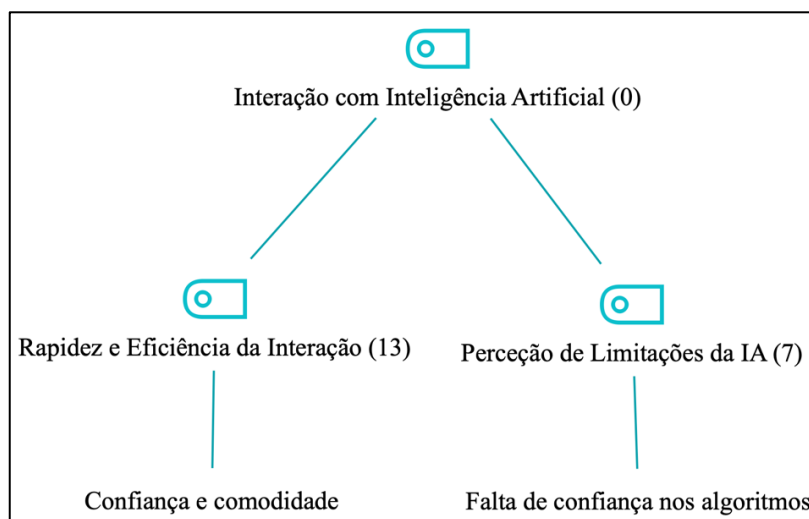 Interação com Inteligência Artificial (0)
Rapidez e Eficiência da Interação (13)
Perceção de Limitações da IA (7)
Confiança e comodidade
Falta de confiança nos algoritmos